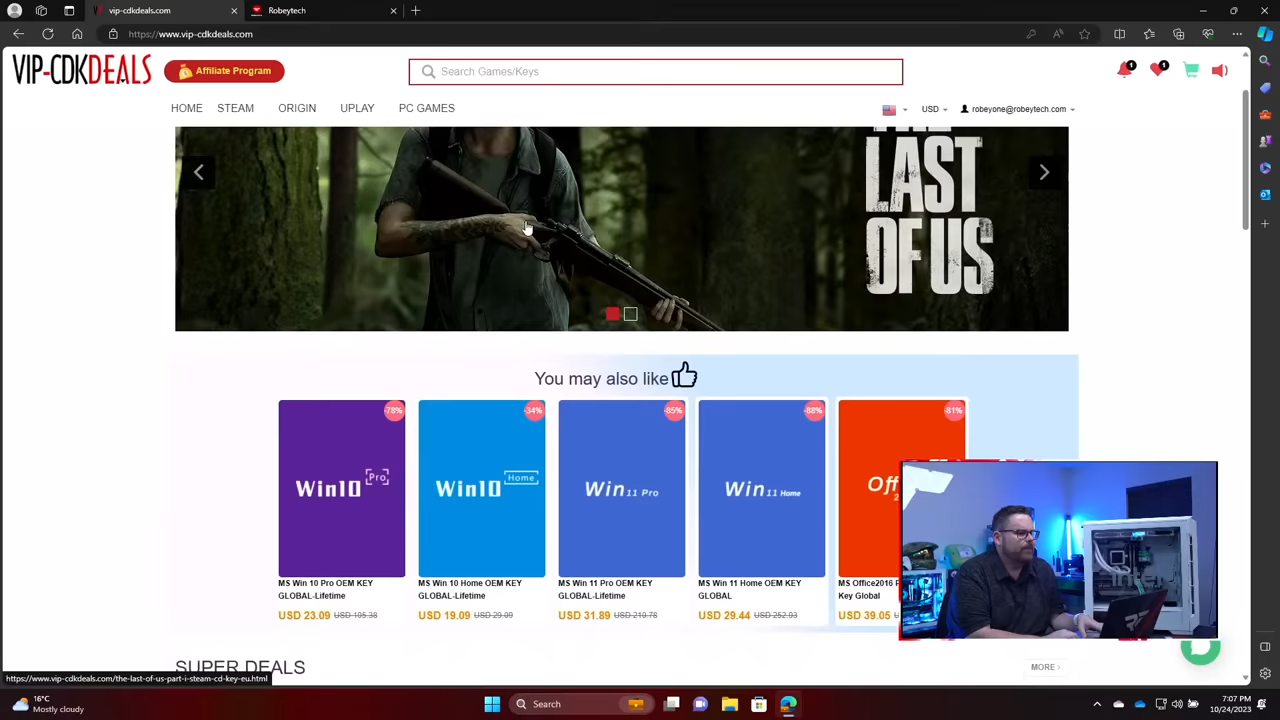 vip-cdkdeals.com
Robeytech
https://www.vip-cdkdeals.com
VIP-CDKDEALS
Affiliate Program
Search Games/Keys
1
1
HOME STEAM ORIGIN UPLAY PC GAMES
USD
robeyone@robeytech.com
THE
LAST
OF US
You may also like
-78%
-34%
-85%
-88%
-81%
Win10 Pro
Win10 Home
Win 11 Pro
Win 11 Home
Off
MS Win 10 Pro OEM KEY
GLOBAL-Lifetime
USD 23.09 USD 105.38
MS Win 10 Home OEM KEY
GLOBAL-Lifetime
USD 19.09 USD 29.09
MS Win 11 Pro OEM KEY
GLOBAL-Lifetime
USD 31.89 USD 210.78
MS Win 11 Home OEM KEY
GLOBAL
USD 29.44 USD 252.93
MS Office2016
Key Global
USD 39.05
SUPER DEALS
MORE ›
https://www.vip-cdkdeals.com/the-last-of-us-part-i-steam-cd-key-eu.html
16°C
Mostly cloudy
Search
7:07 PM
10/24/2023